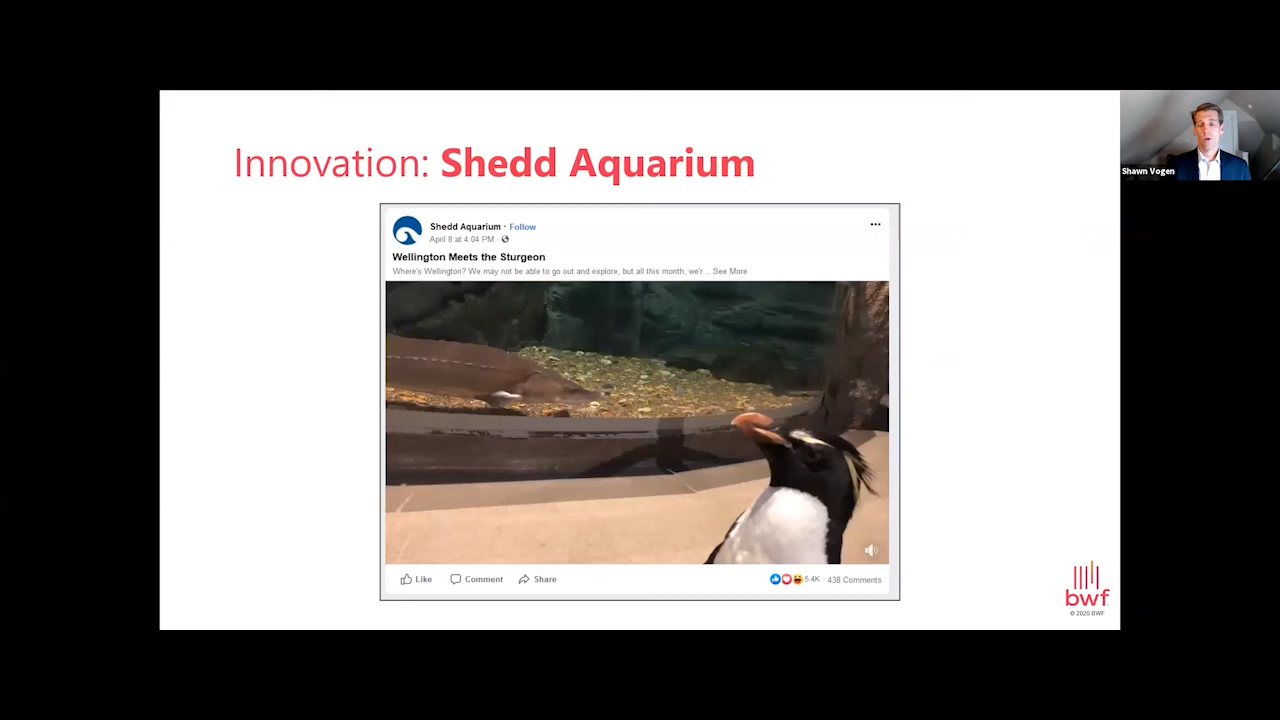 Innovation: Shedd Aquarium
Shedd Aquarium · Follow
April 8 at 4:04 PM ·
Wellington Meets the Sturgeon
Where's Wellington? We may not be able to go out and explore, but all this month, we'r... See More
Like Comment Share 5.4K · 438 Comments
Shawn Vogen
bwf
© 2020 BWF